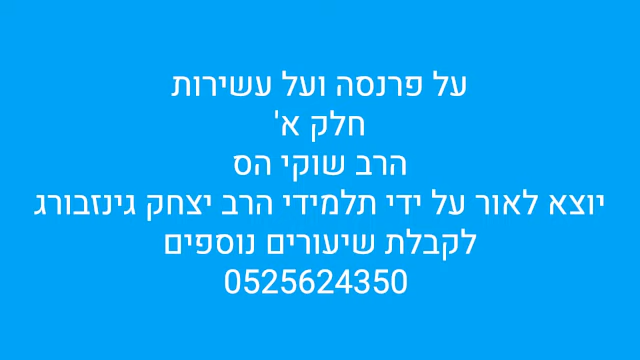 על פרנסה ועל עשירות
חלק א'
הרב שוקי הס
יוצא לאור על ידי תלמידי הרב יצחק גינזבורג
לקבלת שיעורים נוספים
0525624350